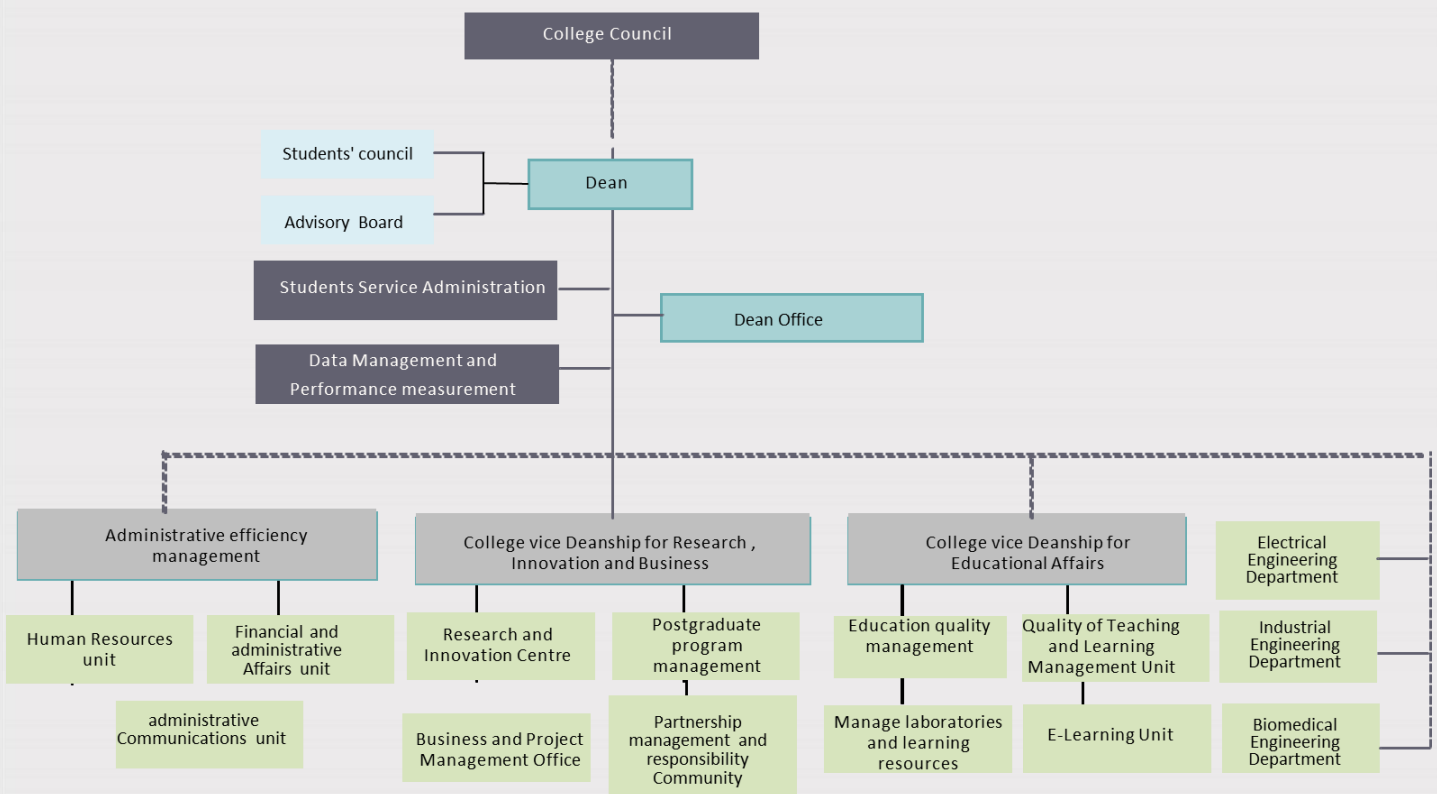 College Council
Students' council
Dean
Advisory Board
Students Service Administration
Dean Office
Data Management and
Performance measurement
Administrative efficiency
management
College vice Deanship for Research ,
Innovation and Business
College vice Deanship for
Educational Affairs
Electrical
Engineering
Department
Human Resources
unit
Financial and
administrative
Affairs unit
Research and
Innovation Centre
Postgraduate
program
management
Education quality
management
Quality of Teaching
and Learning
Management Unit
Industrial
Engineering
Department
administrative
Communications unit
Business and Project
Management Office
Partnership
management and
responsibility
Community
Manage laboratories
and learning
resources
E-Learning Unit
Biomedical
Engineering
Department